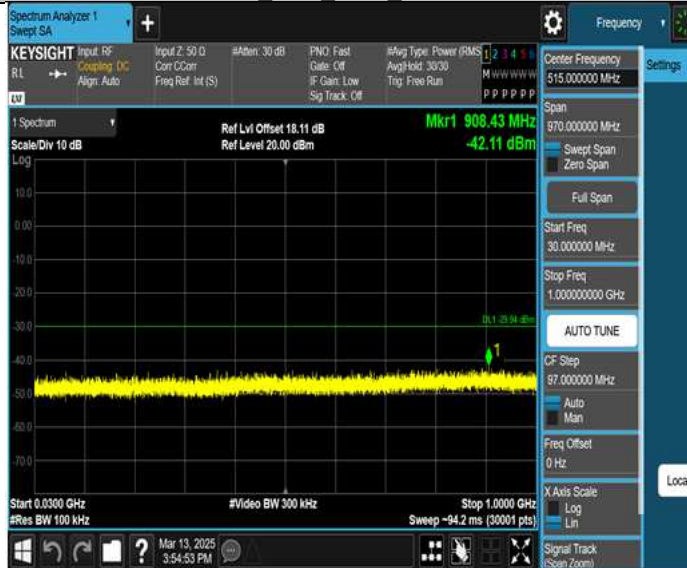 Spectrum Analyzer 1
Swept SA
+
Frequency
KEYSIGHT
RL
LV
Input: RF
Coupling: DC
Align: Auto
Input Z: 50 Ω
Corr CCorr
Freq Ref: Int (S)
#Atten: 30 dB
PNO: Fast
Gate: Off
IF Gain: Low
Sig Track: Off
#Avg Type: Power (RMS
Avg|Hold: 30/30
Trig: Free Run
1 2 3 4 5 6
M W W W W W
P P P P P P
1 Spectrum
Scale/Div 10 dB
Log
Ref Lvl Offset 18.11 dB
Ref Level 20.00 dBm
Mkr1 908.43 MHz
-42.11 dBm
10.0
0.00
-10.0
-20.0
-30.0
-40.0
-50.0
-60.0
-70.0
DL1 -29.94 dBm
1
Start 0.0300 GHz
#Res BW 100 kHz
#Video BW 300 kHz
Stop 1.0000 GHz
Sweep ~94.2 ms (30001 pts)
?
Mar 13, 2025
3:54:53 PM
Center Frequency
515.000000 MHz
Settings
Span
970.000000 MHz
Swept Span
Zero Span
Full Span
Start Freq
30.000000 MHz
Stop Freq
1.000000000 GHz
AUTO TUNE
CF Step
97.000000 MHz
Auto
Man
Freq Offset
0 Hz
X Axis Scale
Log
Lin
Loca
Signal Track
(Span Zoom)